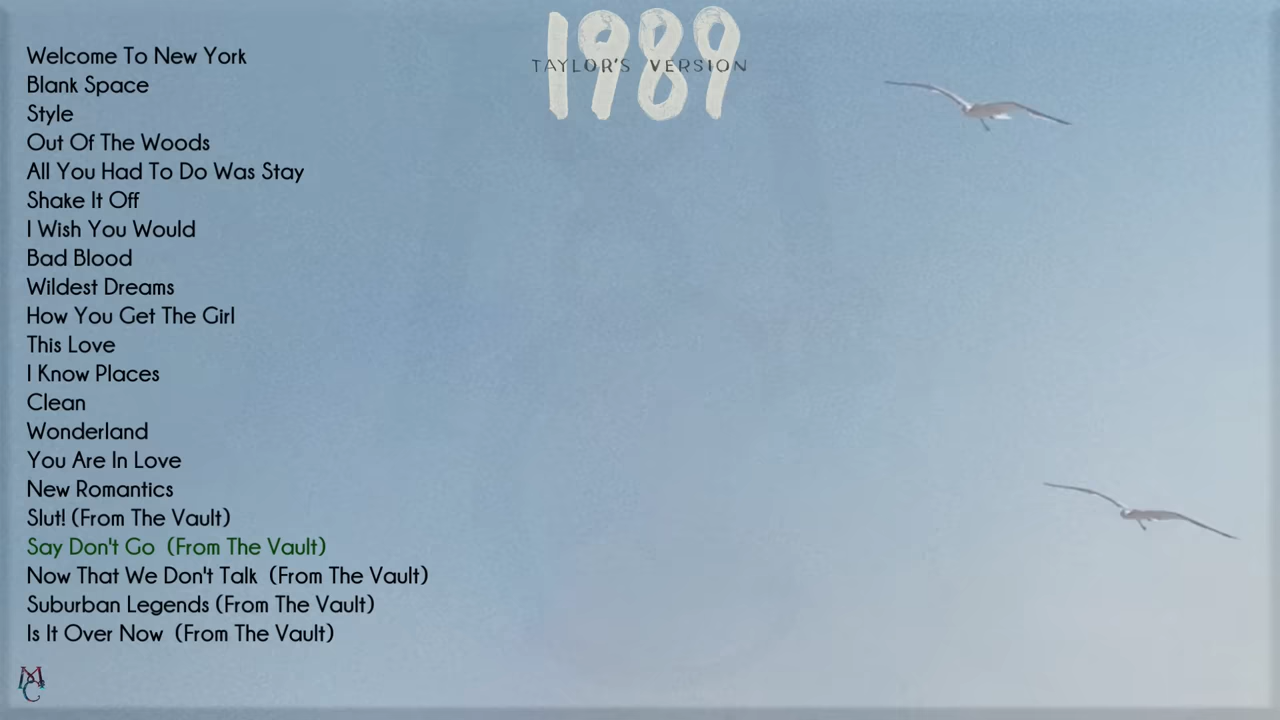 1989
TAYLOR'S VERSION
Welcome To New York
Blank Space
Style
Out Of The Woods
All You Had To Do Was Stay
Shake It Off
I Wish You Would
Bad Blood
Wildest Dreams
How You Get The Girl
This Love
I Know Places
Clean
Wonderland
You Are In Love
New Romantics
Slut! (From The Vault)
Say Don't Go (From The Vault)
Now That We Don't Talk (From The Vault)
Suburban Legends (From The Vault)
Is It Over Now (From The Vault)
MC